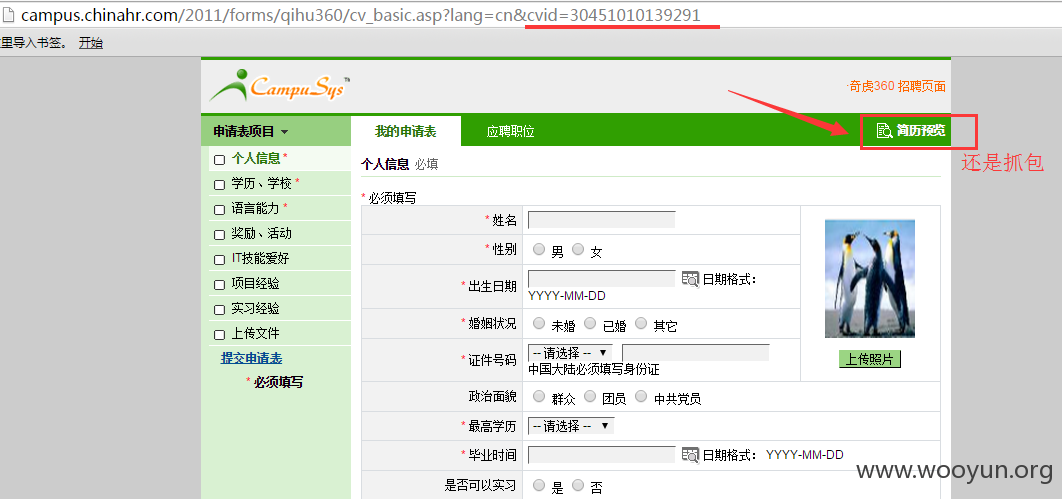 campus.chinahr.com/2011/forms/qihu360/cv_basic.asp?lang=cn&cvid=30451010139291
里导入书签。 开始
CampuSys™
·奇虎360 招聘页面
申请表项目 我的申请表 应聘职位 简历预览
还是抓包
个人信息 *
学历、学校 *
语言能力 *
奖励、活动
IT技能爱好
项目经验
实习经验
上传文件
提交申请表
* 必须填写
个人信息 必填
* 必须填写
* 姓名
* 性别 男 女
* 出生日期 日期格式：
YYYY-MM-DD
* 婚姻状况 未婚 已婚 其它
* 证件号码 -- 请选择 --
中国大陆必须填写身份证
上传照片
政治面貌 群众 团员 中共党员
* 最高学历 -- 请选择 --
* 毕业时间 日期格式： YYYY-MM-DD
是否可以实习 是 否
www.wooyun.org